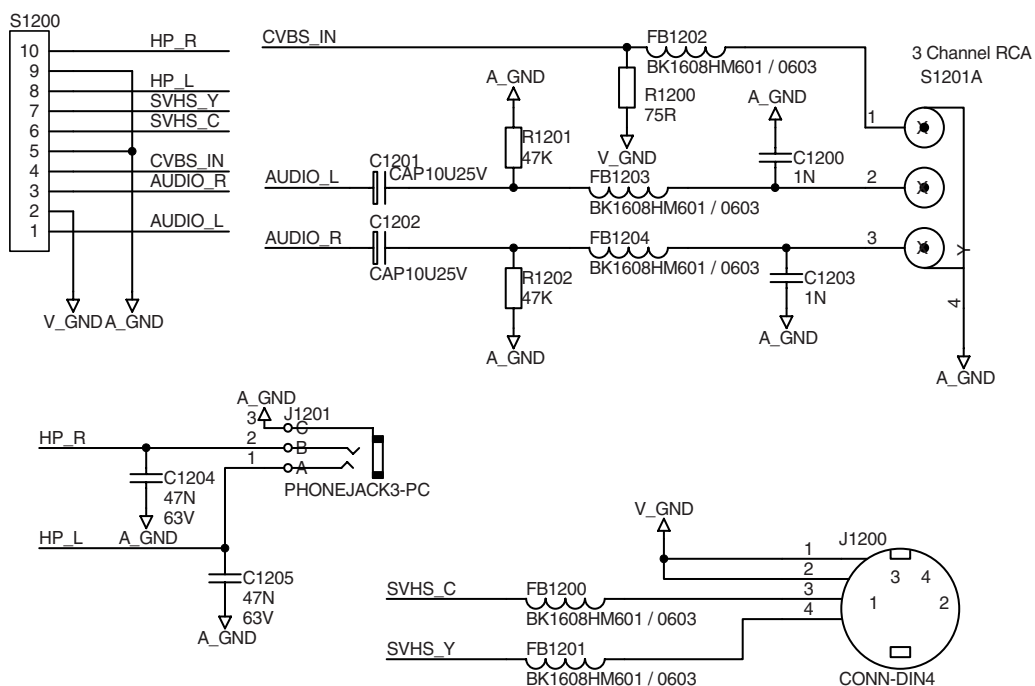 S1200
10
9
8
7
6
5
4
3
2
1
HP_R
HP_L
SVHS_Y
SVHS_C
CVBS_IN
AUDIO_R
AUDIO_L
V_GND
A_GND
CVBS_IN
FB1202
BK1608HM601 / 0603
R1200
75R
V_GND
A_GND
R1201
47K
AUDIO_L
C1201
CAP10U25V
FB1203
BK1608HM601 / 0603
A_GND
C1200
1N
AUDIO_R
C1202
CAP10U25V
R1202
47K
A_GND
FB1204
BK1608HM601 / 0603
C1203
1N
A_GND
3 Channel RCA
S1201A
1
2
3
X
X
X
Y
4
A_GND
A_GND
J1201
3
2
1
C
B
A
PHONEJACK3-PC
HP_R
C1204
47N
63V
A_GND
HP_L
C1205
47N
63V
A_GND
V_GND
J1200
1
2
3
4
3 4
1 2
CONN-DIN4
SVHS_C
FB1200
BK1608HM601 / 0603
SVHS_Y
FB1201
BK1608HM601 / 0603